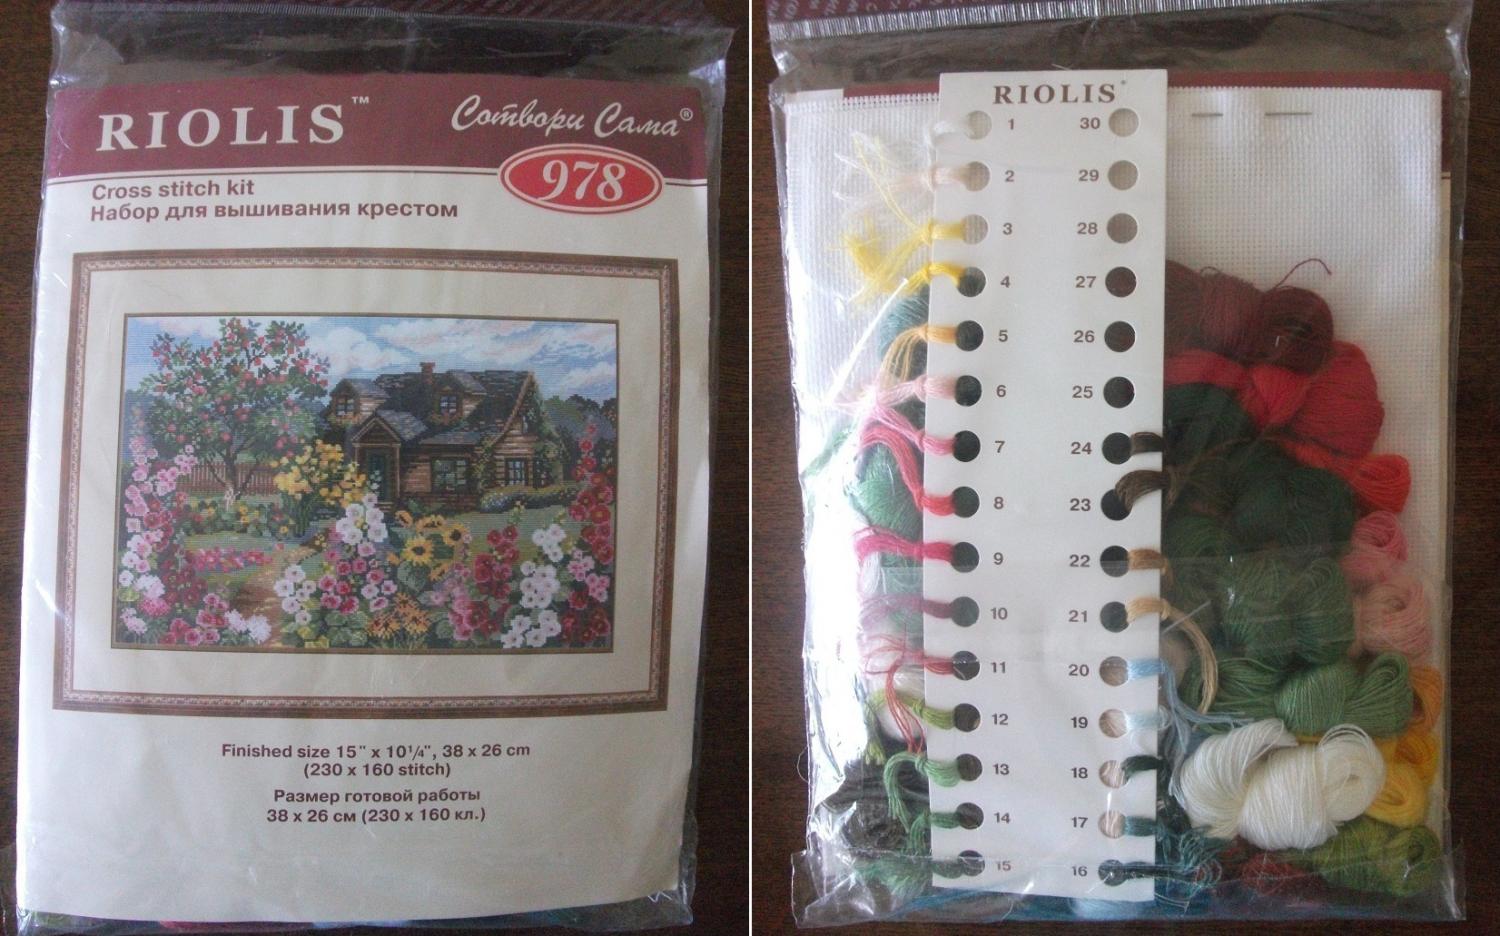 RIOLIS™
Сотвори Сама®
978
Cross stitch kit
Набор для вышивания крестом
Finished size 15" x 10¼", 38 x 26 cm
(230 x 160 stitch)
Размер готовой работы
38 x 26 см (230 x 160 кл.)
RIOLIS®
1 30
2 29
3 28
4 27
5 26
6 25
7 24
8 23
9 22
10 21
11 20
12 19
13 18
14 17
15 16